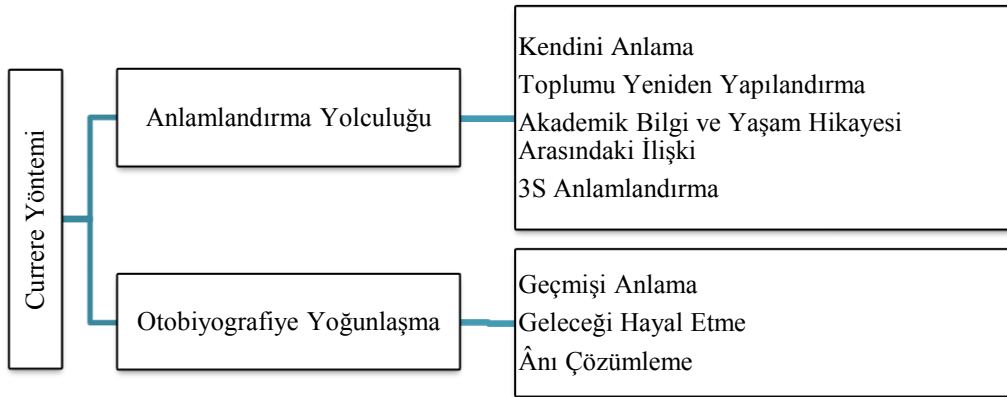 Currere Yöntemi
Anlamlandırma Yolculuğu
Kendini Anlama
Toplumu Yeniden Yapılandırma
Akademik Bilgi ve Yaşam Hikayesi
Arasındaki İlişki
3S Anlamlandırma
Otobiyografiye Yoğunlaşma
Geçmişi Anlama
Geleceği Hayal Etme
Ânı Çözümleme